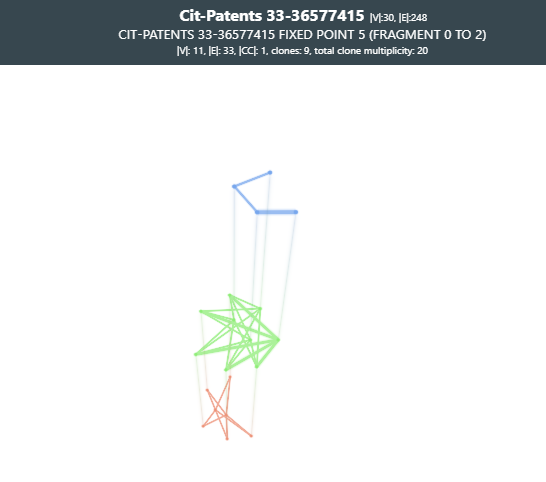 Cit-Patents 33-36577415 |V|:30, |E|:248
CIT-PATENTS 33-36577415 FIXED POINT 5 (FRAGMENT 0 TO 2)
|V|: 11, |E|: 33, |CC|: 1, clones: 9, total clone multiplicity: 20